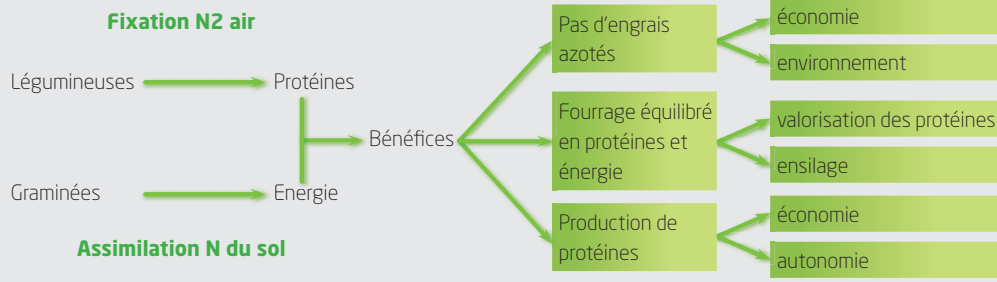 Fixation N2 air
Légumineuses
Protéines
Graminées
Energie
Assimilation N du sol
Bénéfices
Pas d'engrais
azotés
économie
environnement
Fourrage équilibré
en protéines et
énergie
valorisation des protéines
ensilage
Production de
protéines
économie
autonomie